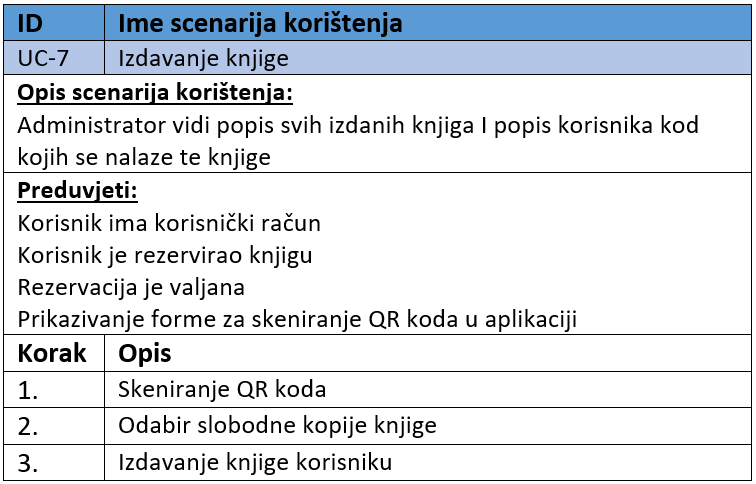 ID Ime scenarija korištenja
UC-7 Izdavanje knjige
Opis scenarija korištenja:
Administrator vidi popis svih izdanih knjiga I popis korisnika kod
kojih se nalaze te knjige
Preduvjeti:
Korisnik ima korisnički račun
Korisnik je rezervirao knjigu
Rezervacija je valjana
Prikazivanje forme za skeniranje QR koda u aplikaciji
Korak Opis
1. Skeniranje QR koda
2. Odabir slobodne kopije knjige
3. Izdavanje knjige korisniku